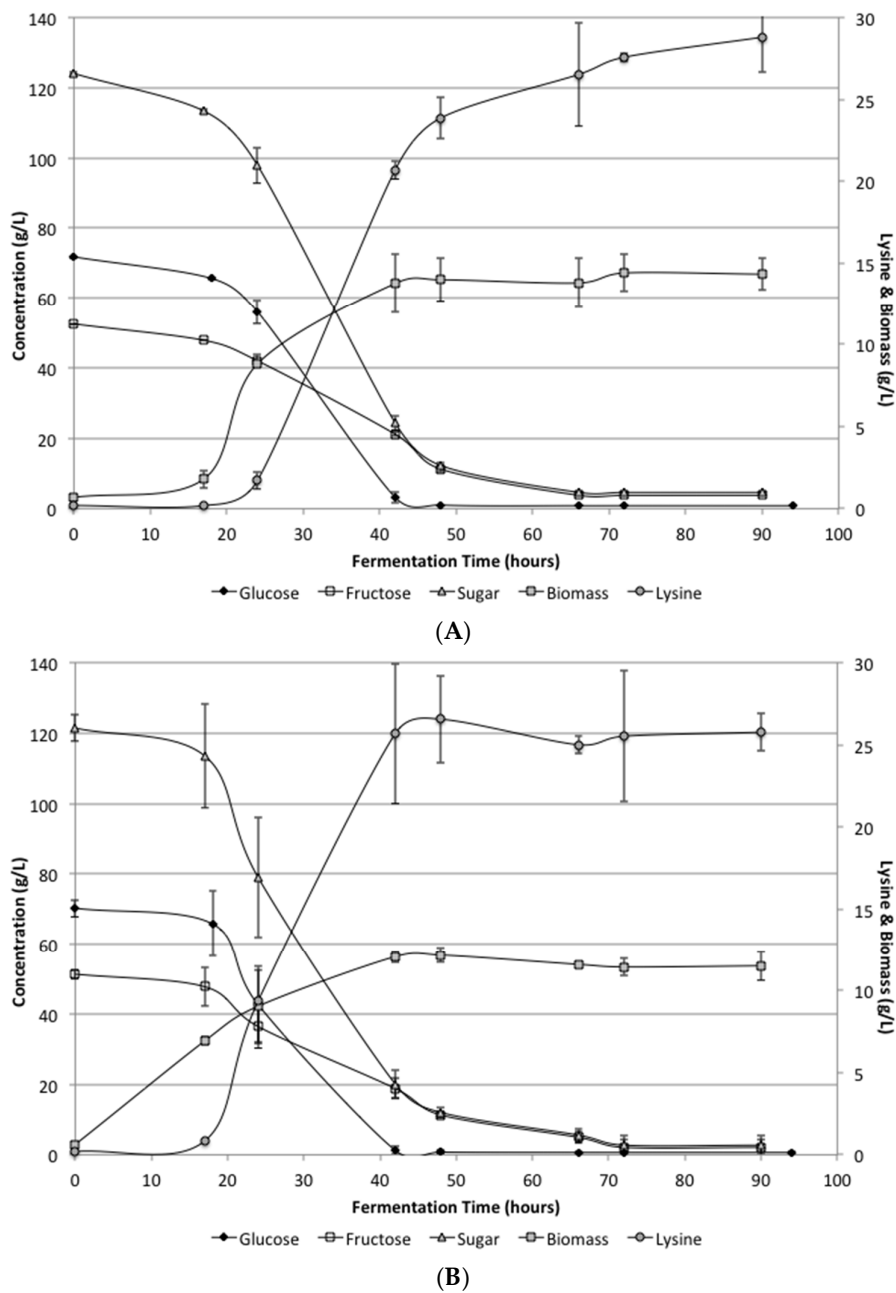 140
120
100
80
60
40
20
0
Concentration (g/L)
30
25
20
15
10
5
0
Lysine & Biomass (g/L)
0 10 20 30 40 50 60 70 80 90 100
Fermentation Time (hours)
Glucose Fructose Sugar Biomass Lysine
(A)
140
120
100
80
60
40
20
0
Concentration (g/L)
30
25
20
15
10
5
0
Lysine & Biomass (g/L)
0 10 20 30 40 50 60 70 80 90 100
Fermentation Time (hours)
Glucose Fructose Sugar Biomass Lysine
(B)